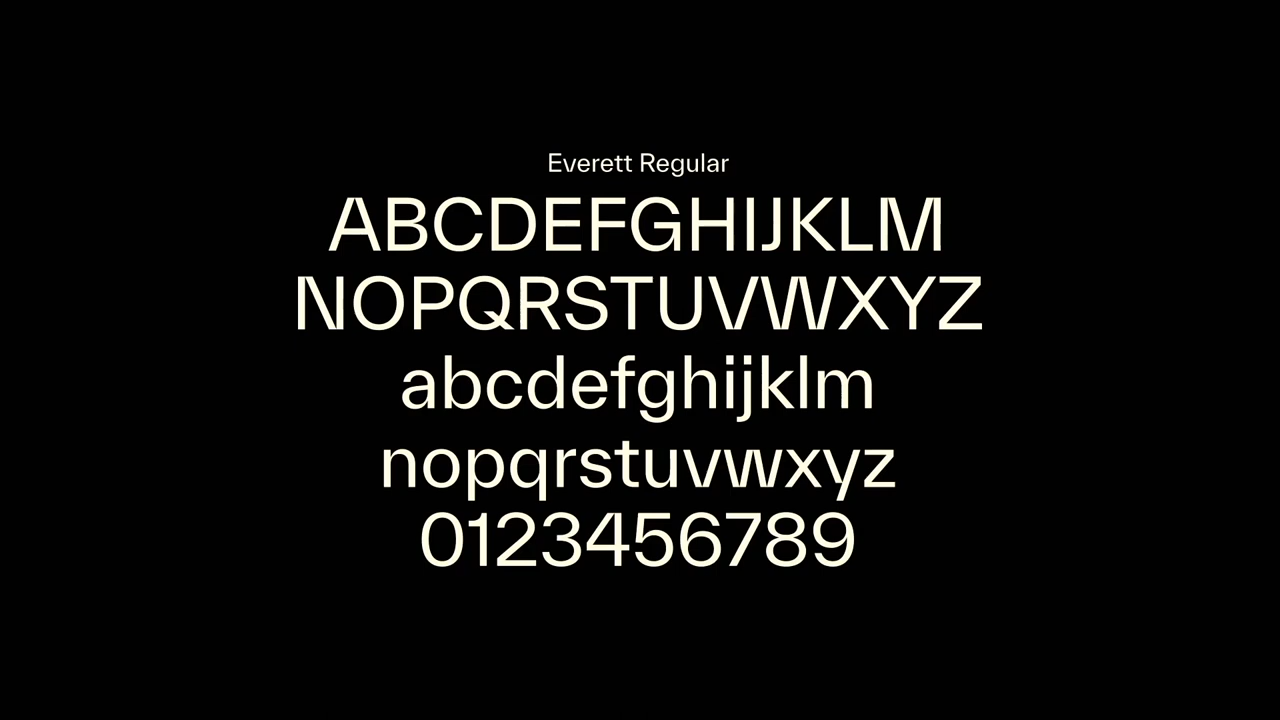 Everett Regular
ABCDEFGHIJKLM
NOPQRSTUVWXYZ
abcdefghijklm
nopqrstuvwxyz
0123456789